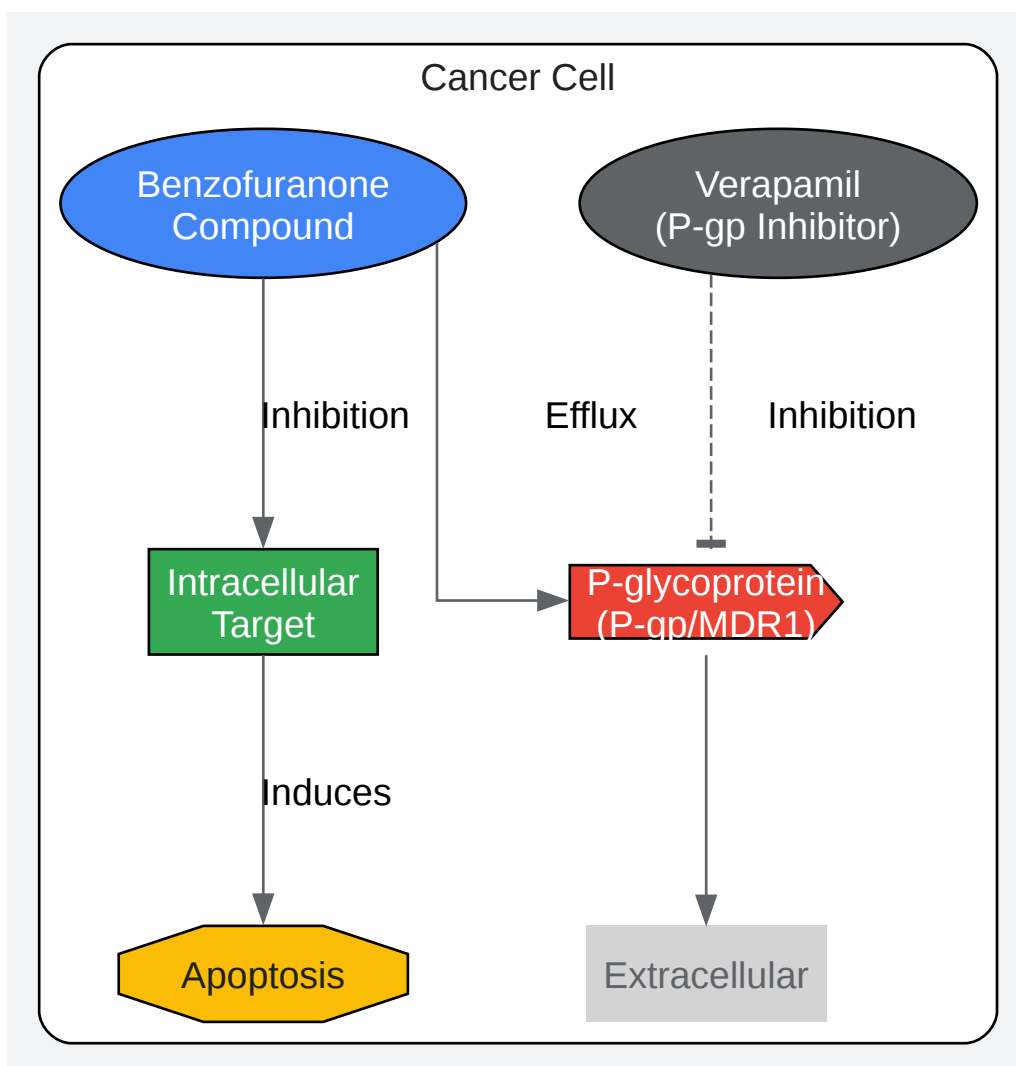 Cancer Cell
Benzofuranone
Compound
Verapamil
(P-gp Inhibitor)
Inhibition
Efflux
Inhibition
Intracellular
Target
P-glycoprotein
(P-gp/MDR1)
Induces
Apoptosis
Extracellular